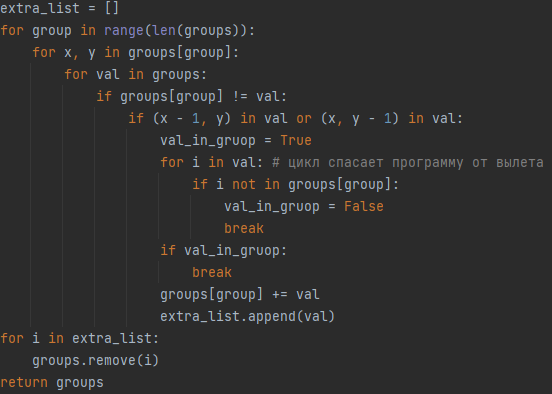 extra_list = []
for group in range(len(groups)):
    for x, y in groups[group]:
        for val in groups:
            if groups[group] != val:
                if (x - 1, y) in val or (x, y - 1) in val:
                    val_in_gruop = True
                    for i in val: # цикл спасает программу от вылета
                        if i not in groups[group]:
                            val_in_gruop = False
                            break
                    if val_in_gruop:
                        break
                    groups[group] += val
                    extra_list.append(val)
for i in extra_list:
    groups.remove(i)
return groups